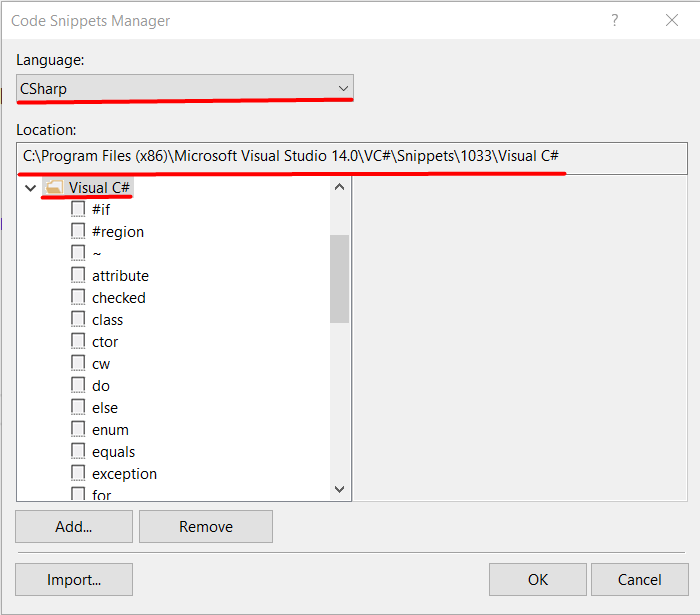 Code Snippets Manager ?
Language:
CSharp
Location:
C:\Program Files (x86)\Microsoft Visual Studio 14.0\VC#\Snippets\1033\Visual C#
Visual C#
#if
#region
~
attribute
checked
class
ctor
cw
do
else
enum
equals
exception
for
Add...
Remove
Import...
OK
Cancel